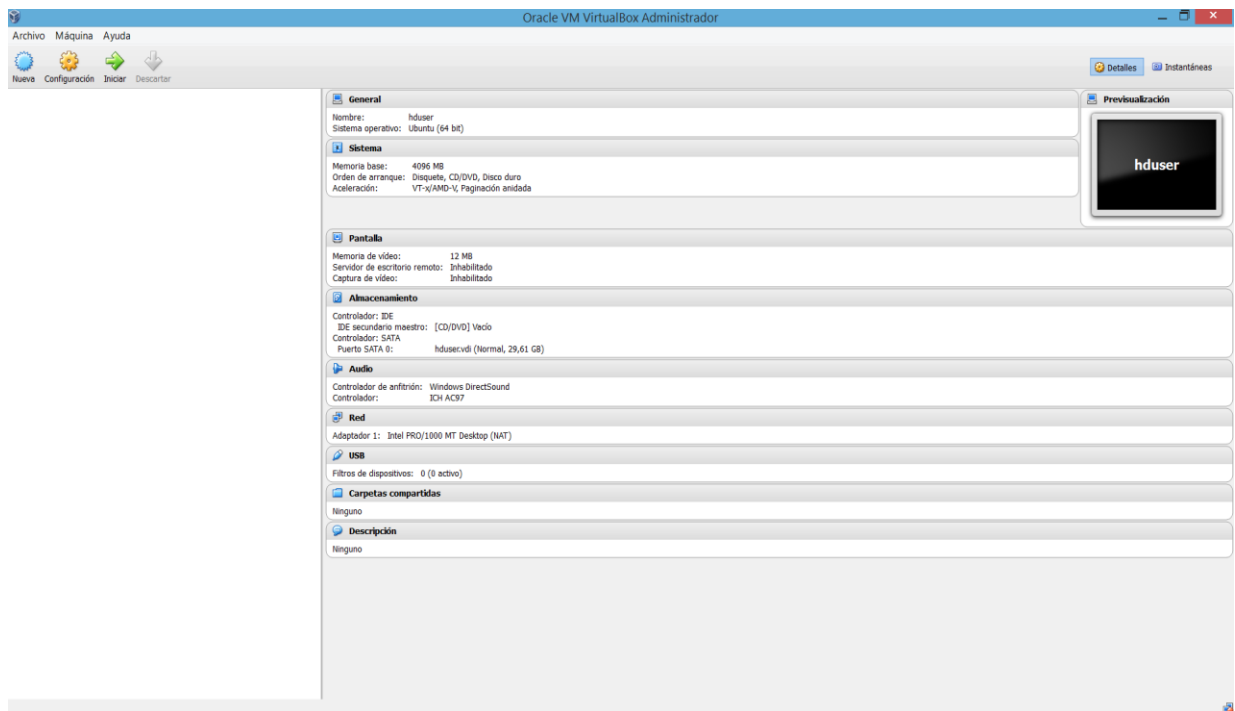 Oracle VM VirtualBox Administrador
Archivo Máquina Ayuda
Nueva Configuración Iniciar Descartar
Detalles Instantáneas
General
Nombre: hduser
Sistema operativo: Ubuntu (64 bit)
Sistema
Memoria base: 4096 MB
Orden de arranque: Disquete, CD/DVD, Disco duro
Aceleración: VT-x/AMD-V, Paginación anidada
Previsualización
hduser
Pantalla
Memoria de vídeo: 12 MB
Servidor de escritorio remoto: Inhabilitado
Captura de vídeo: Inhabilitado
Almacenamiento
Controlador: IDE
IDE secundario maestro: [CD/DVD] Vacío
Controlador: SATA
Puerto SATA 0: hduser.vdi (Normal, 29,61 GB)
Audio
Controlador de anfitrión: Windows DirectSound
Controlador: ICH AC97
Red
Adaptador 1: Intel PRO/1000 MT Desktop (NAT)
USB
Filtros de dispositivos: 0 (0 activo)
Carpetas compartidas
Ninguno
Descripción
Ninguno